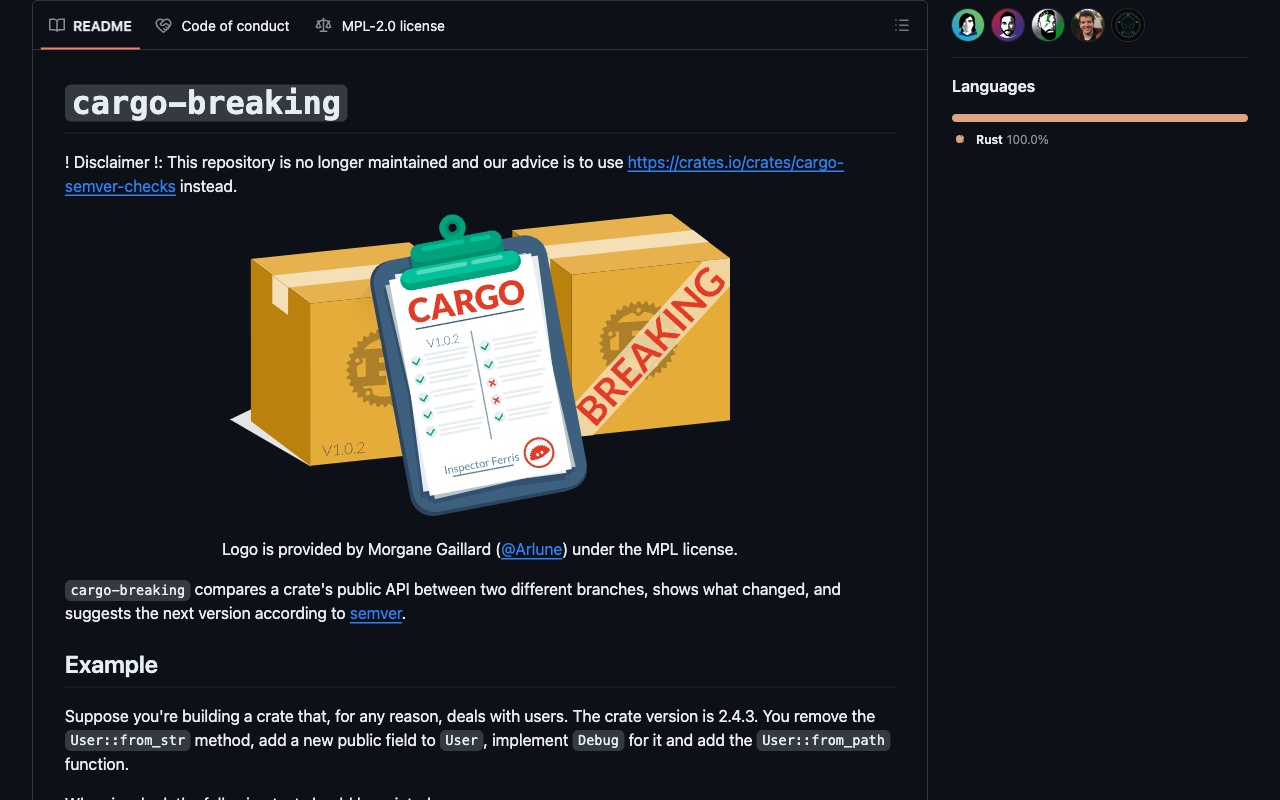 README
Code of conduct
MPL-2.0 license
cargo-breaking
! Disclaimer !: This repository is no longer maintained and our advice is to use https://crates.io/crates/cargo-
semver-checks instead.
CARGO
V1.0.2
Inspector Ferris
V1.0.2
BREAKING
Logo is provided by Morgane Gaillard (@Arlune) under the MPL license.
cargo-breaking compares a crate's public API between two different branches, shows what changed, and
suggests the next version according to semver.
Example
Suppose you're building a crate that, for any reason, deals with users. The crate version is 2.4.3. You remove the
User::from_str method, add a new public field to User, implement Debug for it and add the User::from_path
function.
Languages
Rust 100.0%